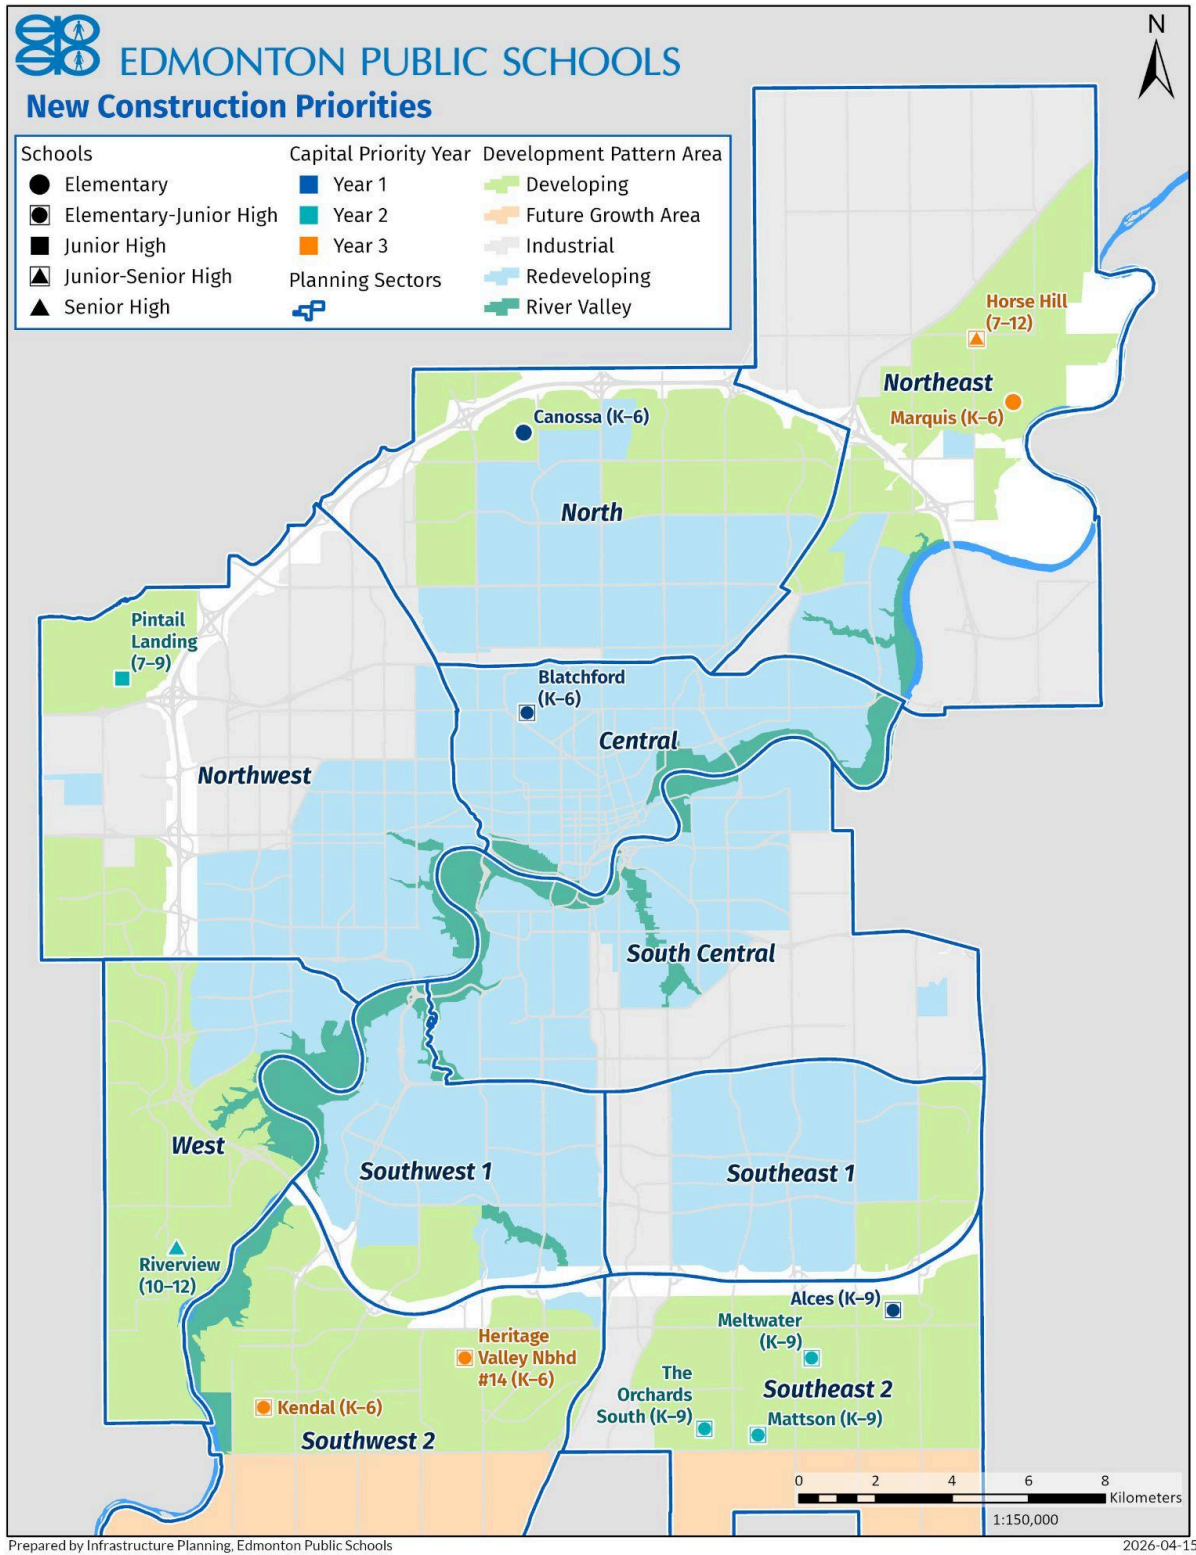 EDMONTON PUBLIC SCHOOLS
New Construction Priorities
N
Schools
Elementary
Elementary-Junior High
Junior High
Junior-Senior High
Senior High
Capital Priority Year
Year 1
Year 2
Year 3
Planning Sectors
Development Pattern Area
Developing
Future Growth Area
Industrial
Redeveloping
River Valley
Horse Hill
(7–12)
Northeast
Marquis (K–6)
Canossa (K–6)
North
Pintail
Landing
(7–9)
Blatchford
(K–6)
Central
Northwest
South Central
West
Southwest 1
Southeast 1
Riverview
(10–12)
Alces (K–9)
Meltwater
(K–9)
Heritage
Valley Nbhd
#14 (K–6)
The
Orchards
South (K–9)
Southeast 2
Mattson (K–9)
Kendal (K–6)
Southwest 2
0 2 4 6 8
Kilometers
1:150,000
Prepared by Infrastructure Planning, Edmonton Public Schools
2026-04-15